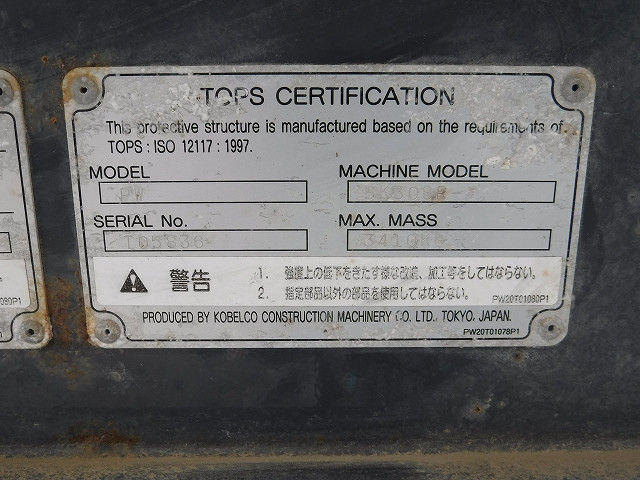 TOPS CERTIFICATION
This protective structure is manufactured based on the requirements of.
TOPS : ISO 12117 : 1997.
MODEL
PW
MACHINE MODEL
SERIAL No.
MAX. MASS
警告
1. 強度上の低下をきたす様な改造、加工等をしてはならない。
2. 指定部品以外の部品を使用してはならない。
PW20T01080P1
PRODUCED BY KOBELCO CONSTRUCTION MACHINERY CO. LTD. TOKYO, JAPAN.
PW20T01078P1